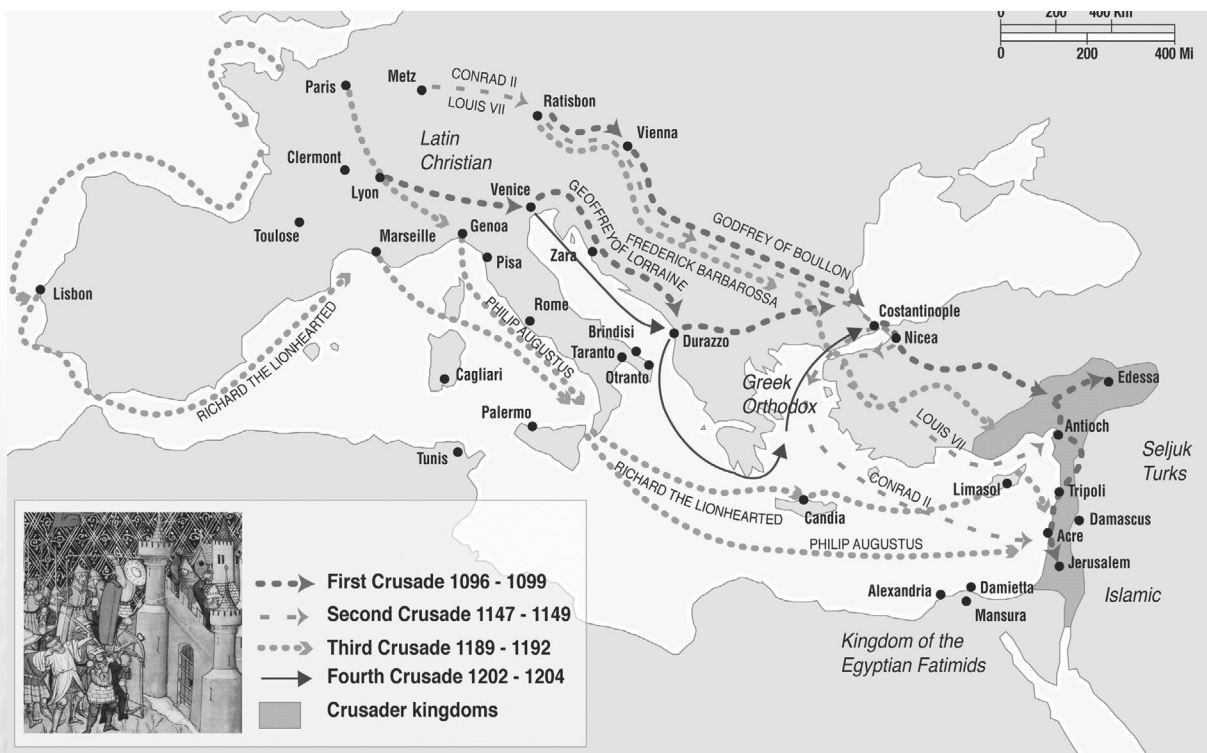 0 200 400 Km
0 200 400 Mi
Paris
Metz
CONRAD II
LOUIS VII
Ratisbon
Vienna
Latin
Christian
Clermont
Lyon
Venice
GEOFFREY OF LORRAINE
GODFREY OF BOULLON
FREDERICK BARBAROSSA
Toulose
Marseille
Genoa
Pisa
Zara
Lisbon
RICHARD THE LIONHEARTED
PHILIP AUGUSTUS
Rome
Brindisi
Taranto
Otranto
Durazzo
Costantinople
Nicea
Cagliari
Greek
Orthodox
Edessa
Palermo
Tunis
LOUIS VII
Antioch
Seljuk
Turks
RICHARD THE LIONHEARTED
CONRAD II
Limasol
Candia
Tripoli
Damascus
PHILIP AUGUSTUS
Acre
Jerusalem
Alexandria
Damietta
Mansura
Islamic
Kingdom of the
Egyptian Fatimids
First Crusade 1096 - 1099
Second Crusade 1147 - 1149
Third Crusade 1189 - 1192
Fourth Crusade 1202 - 1204
Crusader kingdoms